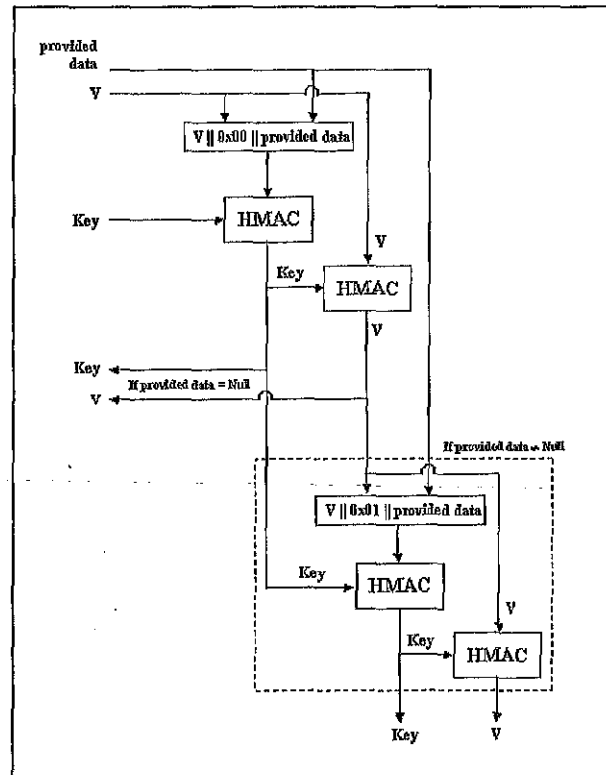 provided
data
V
V || 0x00 || provided data
Key
HMAC
V
Key
HMAC
V
Key
If provided data = Null
V
If provided data ≠ Null
V || 0x01 || provided data
Key
HMAC
V
Key
HMAC
Key
V